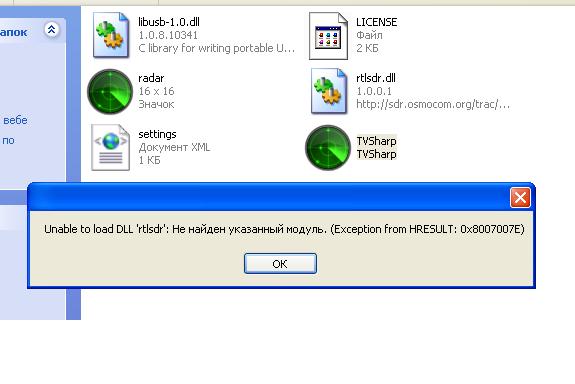 апок
вебе
по
libusb-1.0.dll
1.0.8.10341
C library for writing portable U...
LICENSE
Файл
2 КБ
radar
16 x 16
Значок
rtlsdr.dll
1.0.0.1
http://sdr.osmocom.org/trac/...
settings
Документ XML
1 КБ
TVSharp
TVSharp
Unable to load DLL 'rtlsdr': Не найден указанный модуль. (Exception from HRESULT: 0x8007007E)
OK